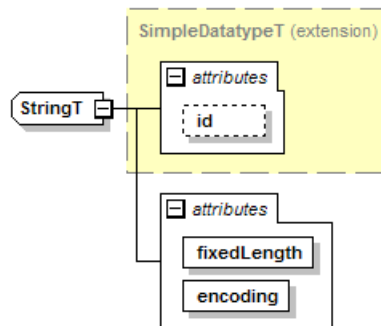 SimpleDatatypeT (extension)
attributes
StringT
id
attributes
fixedLength
encoding